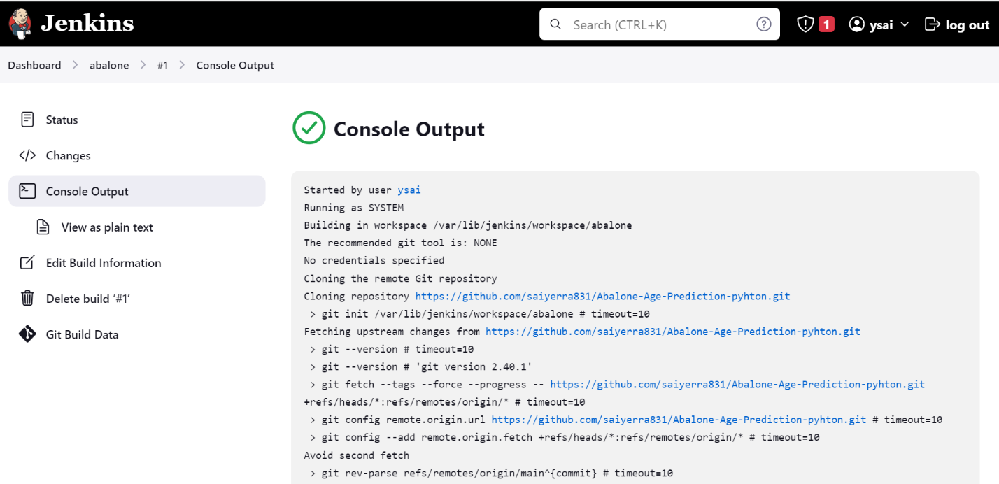 Jenkins
Search (CTRL+K)
?
1
ysai
log out
Dashboard > abalone > #1 > Console Output
Status
Changes
Console Output
View as plain text
Edit Build Information
Delete build ‘#1’
Git Build Data
Console Output
Started by user ysai
Running as SYSTEM
Building in workspace /var/lib/jenkins/workspace/abalone
The recommended git tool is: NONE
No credentials specified
Cloning the remote Git repository
Cloning repository https://github.com/saiyerra831/Abalone-Age-Prediction-pyhton.git
> git init /var/lib/jenkins/workspace/abalone # timeout=10
Fetching upstream changes from https://github.com/saiyerra831/Abalone-Age-Prediction-pyhton.git
> git --version # timeout=10
> git --version # 'git version 2.40.1'
> git fetch --tags --force --progress -- https://github.com/saiyerra831/Abalone-Age-Prediction-pyhton.git
+refs/heads/*:refs/remotes/origin/* # timeout=10
> git config remote.origin.url https://github.com/saiyerra831/Abalone-Age-Prediction-pyhton.git # timeout=10
> git config --add remote.origin.fetch +refs/heads/*:refs/remotes/origin/* # timeout=10
Avoid second fetch
> git rev-parse refs/remotes/origin/main^{commit} # timeout=10